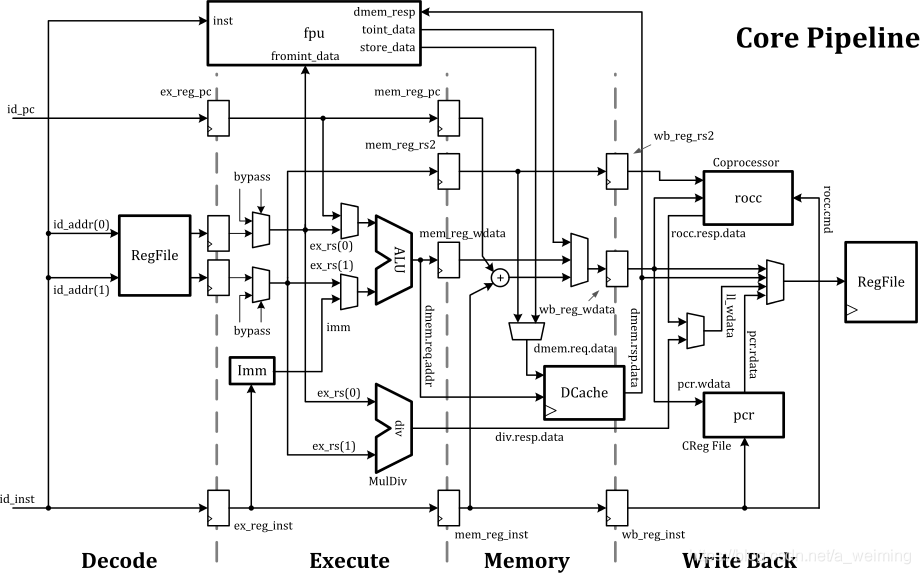 dmem_resp
inst
toint_data
fpu
store_data
fromint_data
Core Pipeline
ex_reg_pc
mem_reg_pc
id_pc
mem_reg_rs2
wb_reg_rs2
Coprocessor
bypass
rocc
rocc.cmd
id_addr(0)
RegFile
ex_rs(0)
ALU
mem_reg_wdata
rocc.resp.data
ex_rs(1)
id_addr(1)
+
RegFile
bypass
imm
dmem.req.addr
wb_reg_wdata
dmem.rsp.data
ll_wdata
pcr.rdata
dmem.req.data
Imm
DCache
pcr.wdata
ex_rs(0)
div
pcr
ex_rs(1)
div.resp.data
CReg File
MulDiv
id_inst
ex_reg_inst
mem_reg_inst
wb_reg_inst
Decode
Execute
Memory
Write Back